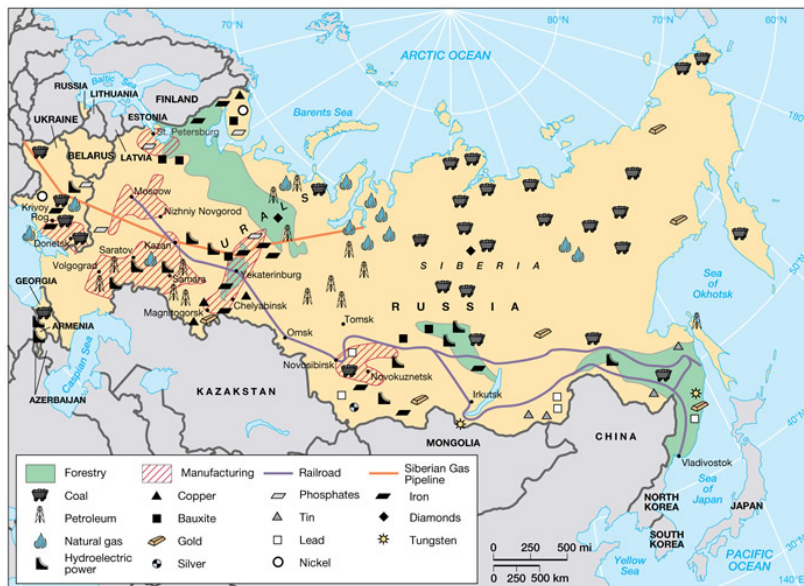 70°N
180°N
70°N
60°N
ARCTIC OCEAN
Baltic Sea
RUSSIA
LITHUANIA
FINLAND
Barents Sea
ESTONIA
UKRAINE
St. Petersburg
BELARUS
LATVIA
Moscow
Nizhniy Novgorod
URALS
Krivoy
Rog
Donetsk
Kazan
Saratov
Volgograd
Samara
Yekaterinburg
SIBERIA
Sea of
Okhotsk
50°N
GEORGIA
Magnitogorsk
Chelyabinsk
RUSSIA
Tomsk
ARMENIA
Omsk
Caspian Sea
Novosibirsk
Novokuznetsk
AZERBAIJAN
KAZAKSTAN
Irkutsk
40°N
MONGOLIA
CHINA
Vladivostok
Forestry
Manufacturing
Railroad
Siberian Gas
Pipeline
Coal
Copper
Phosphates
Iron
Petroleum
Bauxite
Tin
Diamonds
Natural gas
Gold
Lead
Tungsten
Hydroelectric
power
Silver
Nickel
NORTH
KOREA
Sea of
Japan
JAPAN
SOUTH
KOREA
Yellow
Sea
PACIFIC
OCEAN
0 250 500 mi
0 250 500 km
140°E